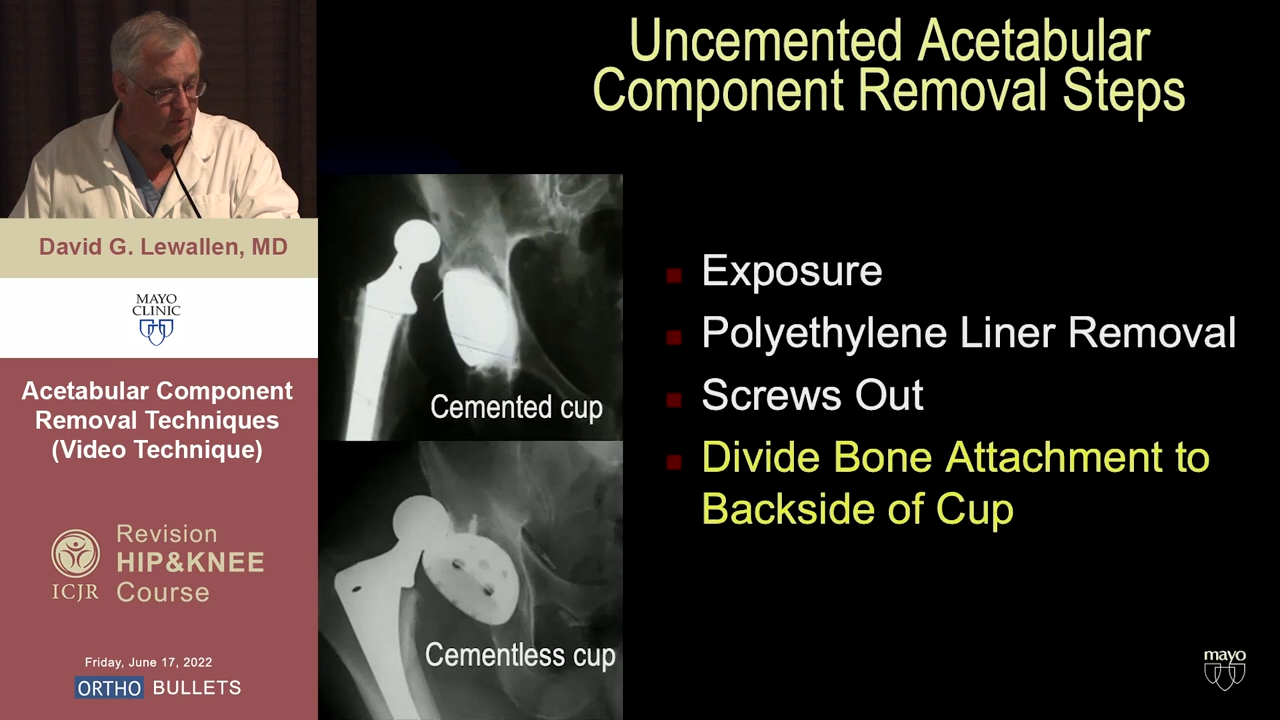 Uncemented Acetabular
Component Removal Steps
David G. Lewallen, MD
MAYO
CLINIC
Acetabular Component
Removal Techniques
(Video Technique)
Revision
HIP&KNEE
Course
ICJR
Friday, June 17, 2022
ORTHO BULLETS
Cemented cup
Cementless cup
Exposure
Polyethylene Liner Removal
Screws Out
Divide Bone Attachment to
Backside of Cup
mayo